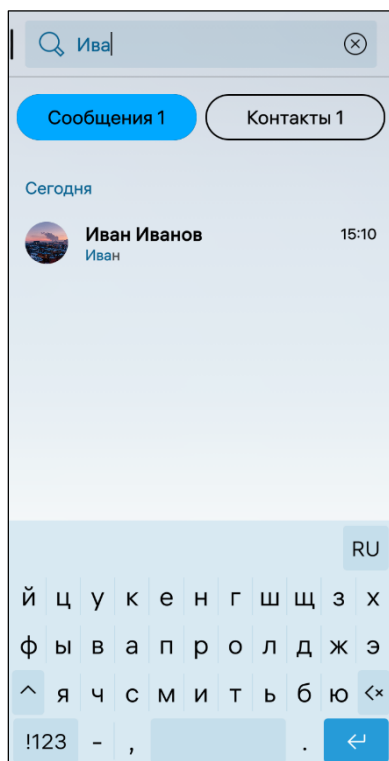 Ива
Сообщения 1 Контакты 1
Сегодня
Иван Иванов 15:10
Иван
RU
й ц у к е н г ш щ з х
ф ы в а п р о л д ж э
я ч с м и т ь б ю
!123 - , .